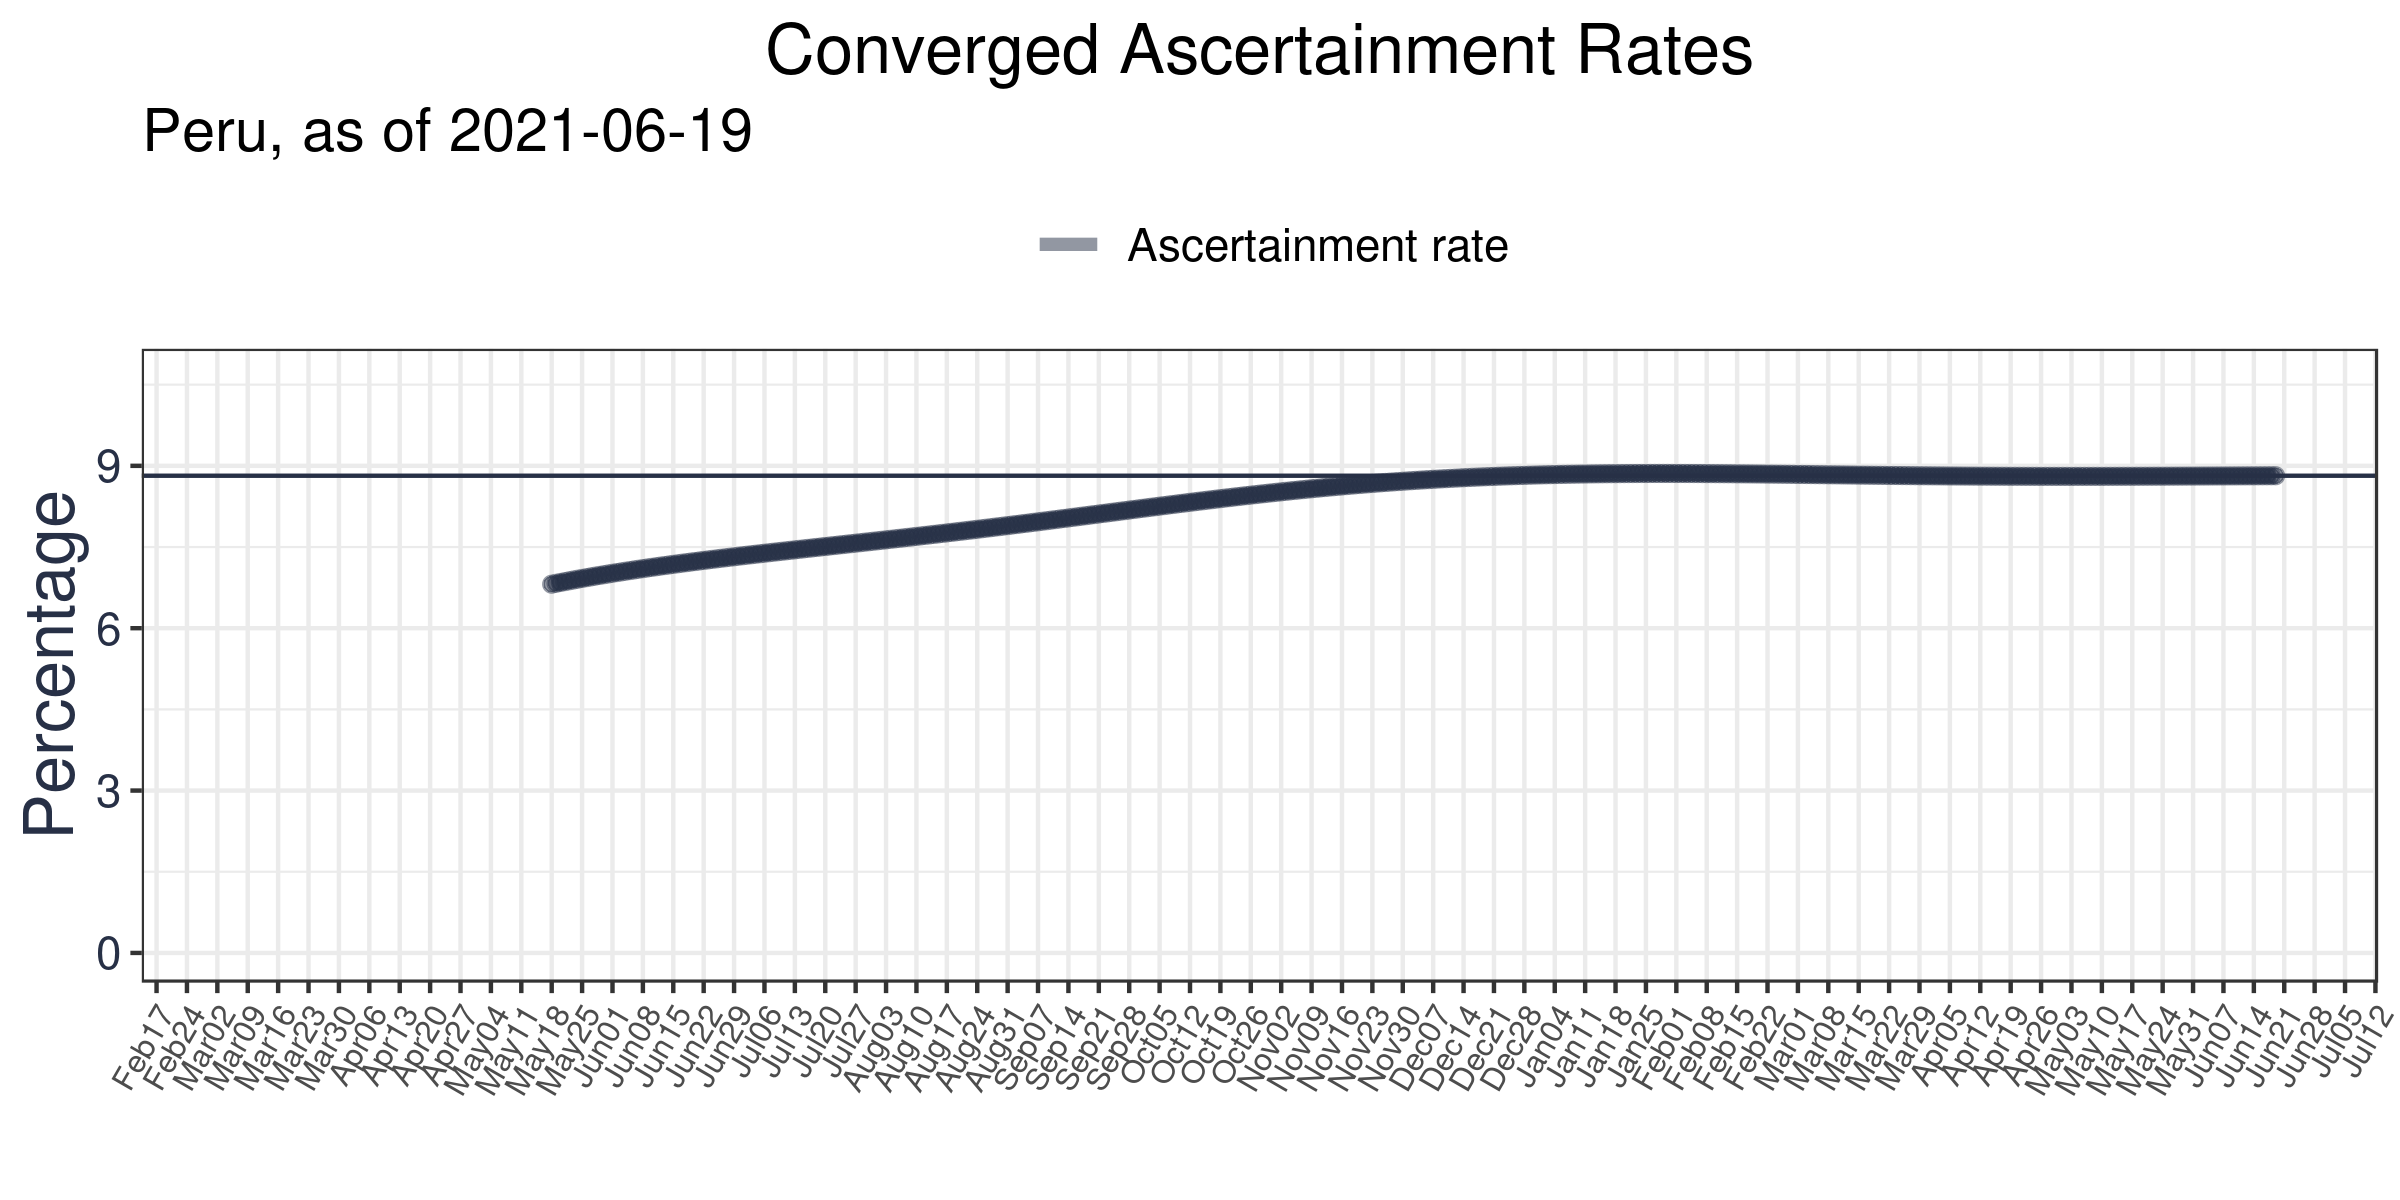 Converged Ascertainment Rates
Peru, as of 2021-06-19
Ascertainment rate
Percentage
9
6
3
0
Feb17
Feb24
Mar02
Mar09
Mar16
Mar23
Mar30
Apr06
Apr13
Apr20
Apr27
May04
May11
May18
May25
Jun01
Jun08
Jun15
Jun22
Jun29
Jul06
Jul13
Jul20
Jul27
Aug03
Aug10
Aug17
Aug24
Aug31
Sep07
Sep14
Sep21
Sep28
Oct05
Oct12
Oct19
Oct26
Nov02
Nov09
Nov16
Nov23
Nov30
Dec07
Dec14
Dec21
Dec28
Jan04
Jan11
Jan18
Jan25
Feb01
Feb08
Feb15
Feb22
Mar01
Mar08
Mar15
Mar22
Mar29
Apr05
Apr12
Apr19
Apr26
May03
May10
May17
May24
May31
Jun07
Jun14
Jun21
Jun28
Jul05
Jul12